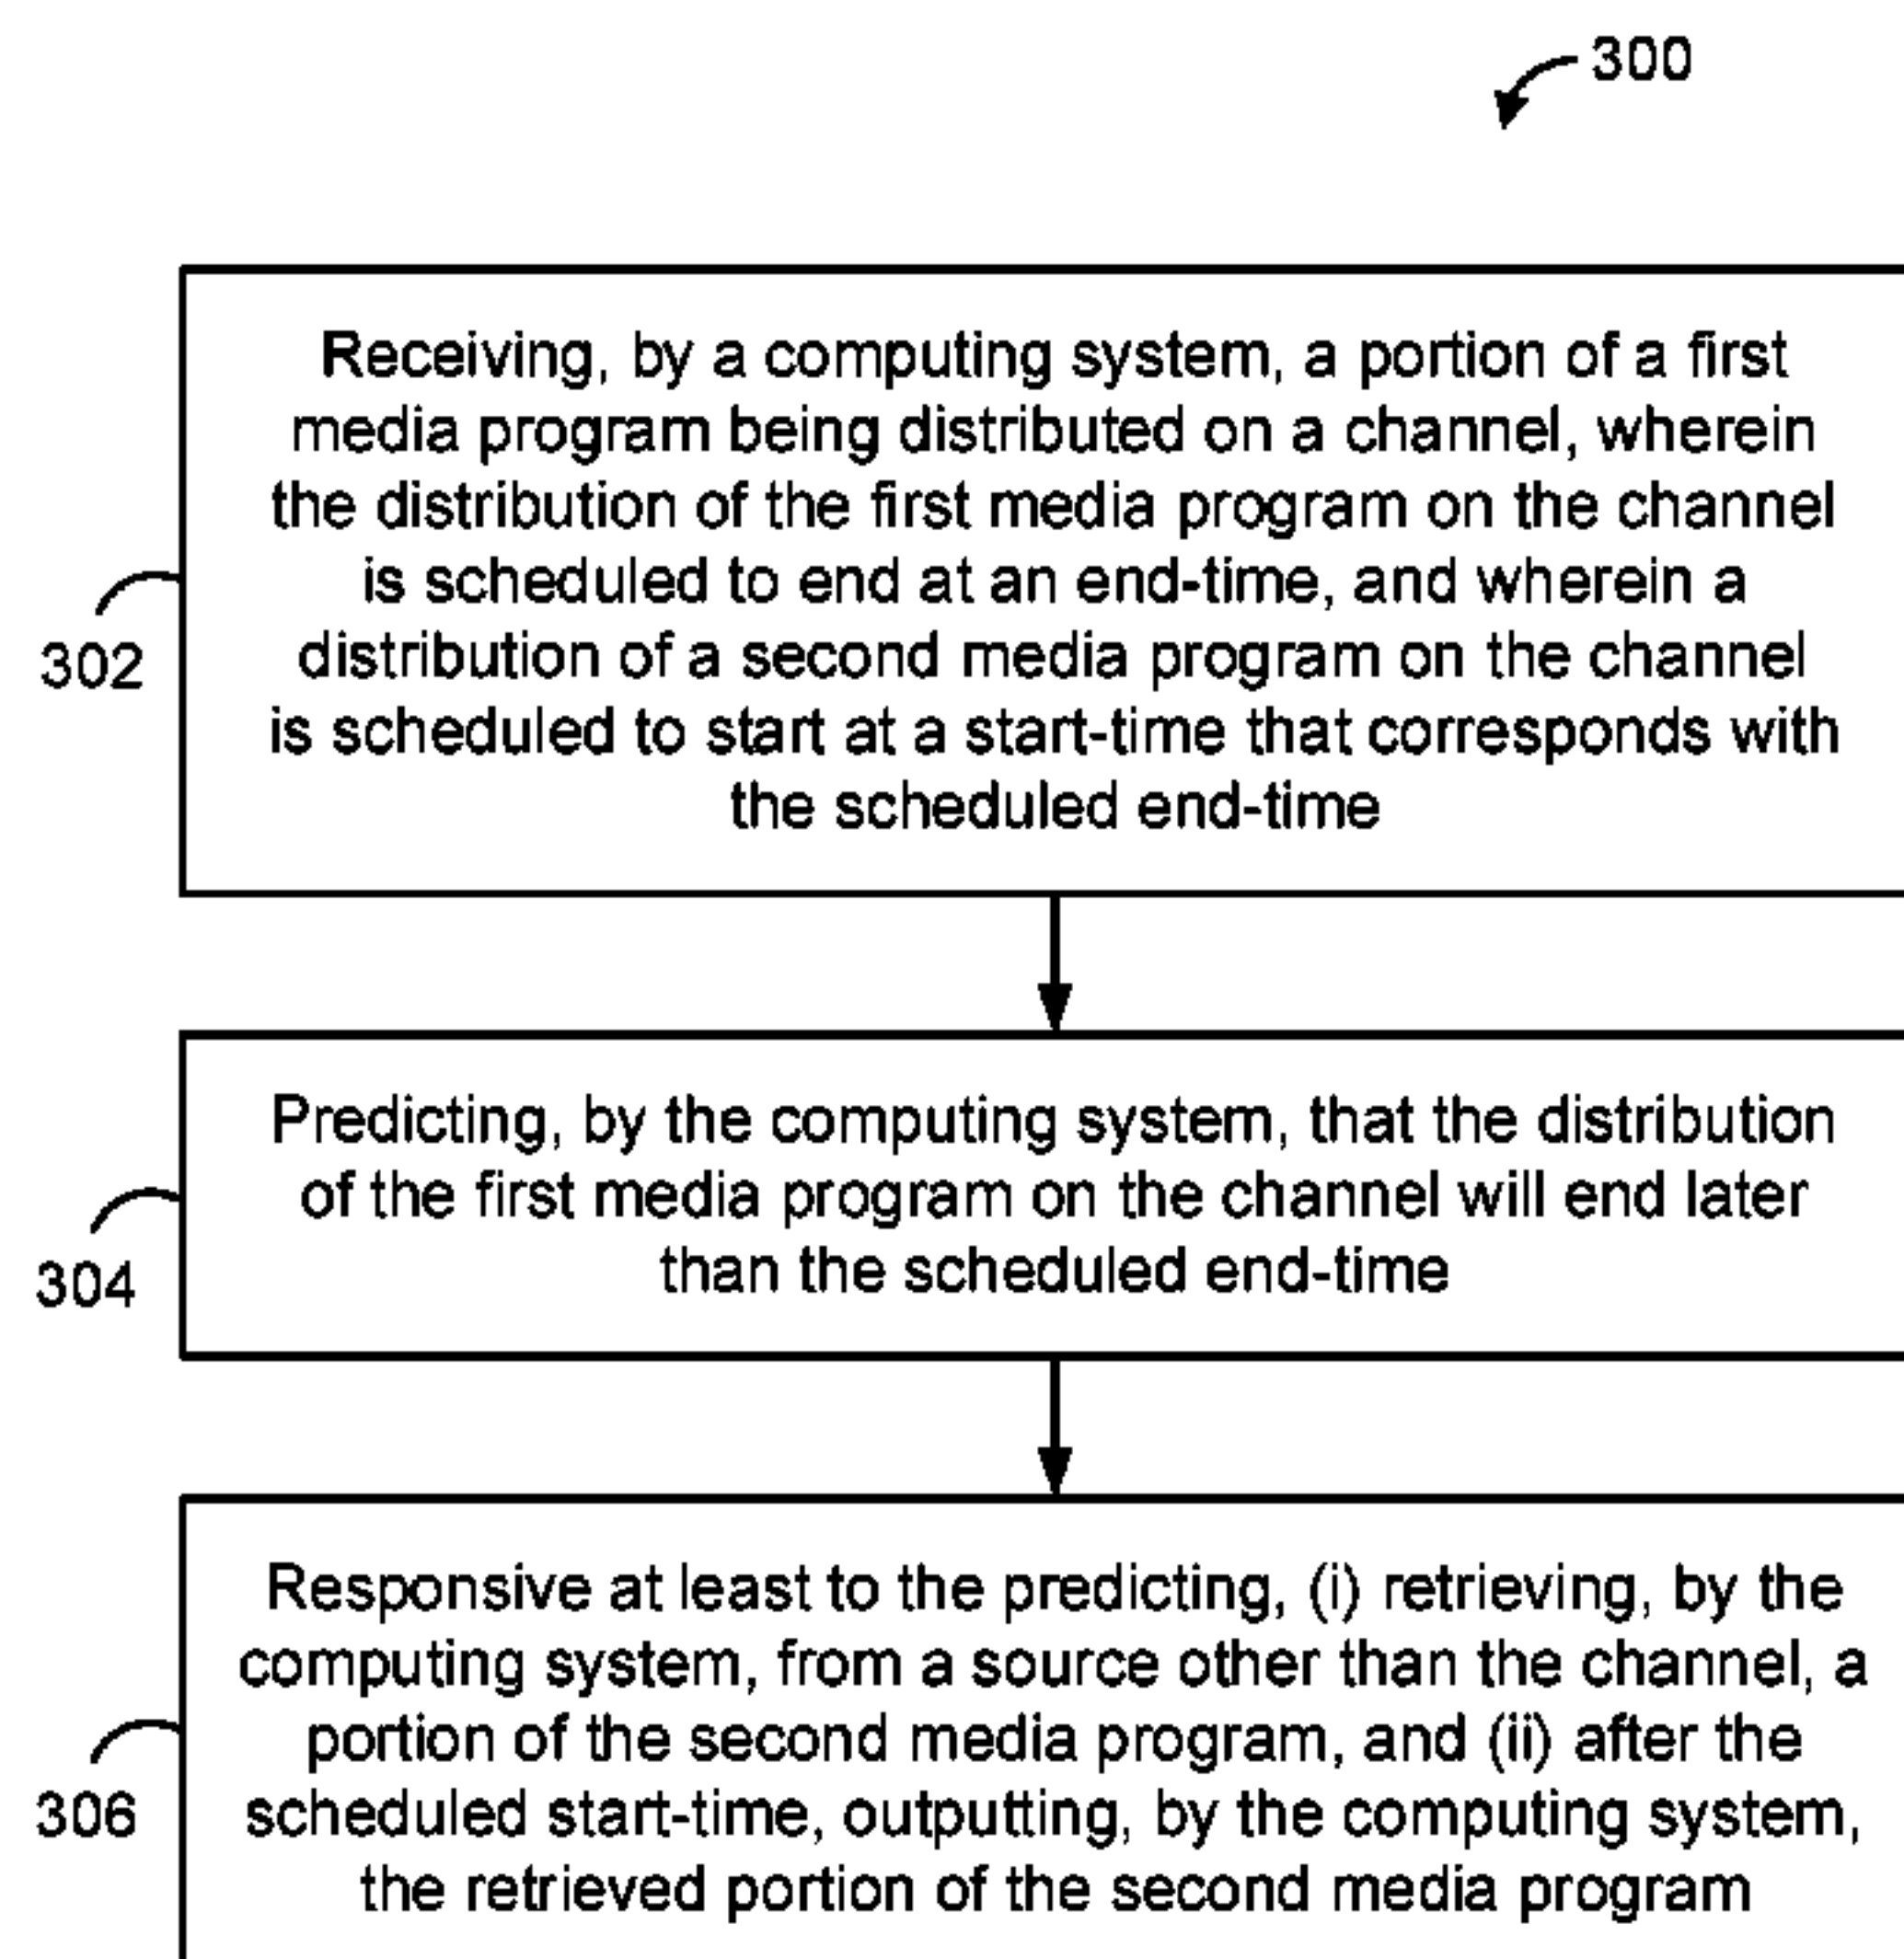 300
Receiving, by a computing system, a portion of a first
media program being distributed on a channel, wherein
the distribution of the first media program on the channel
is scheduled to end at an end-time, and wherein a
distribution of a second media program on the channel
is scheduled to start at a start-time that corresponds with
the scheduled end-time
302
Predicting, by the computing system, that the distribution
of the first media program on the channel will end later
than the scheduled end-time
304
Responsive at least to the predicting, (i) retrieving, by the
computing system, from a source other than the channel, a
portion of the second media program, and (ii) after the
scheduled start-time, outputting, by the computing system,
the retrieved portion of the second media program
306